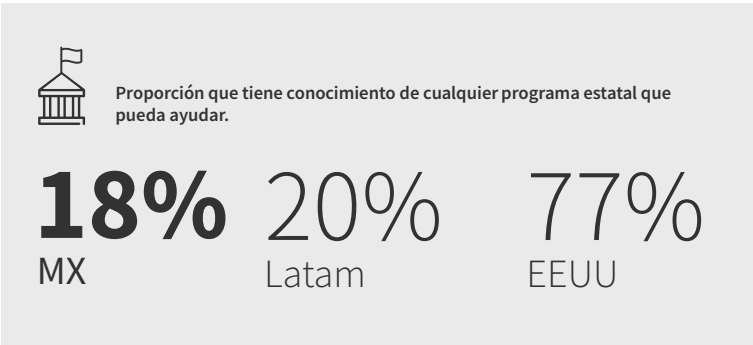 Proporción que tiene conocimiento de cualquier programa estatal que
pueda ayudar.
18% 20% 77%
MX Latam EEUU